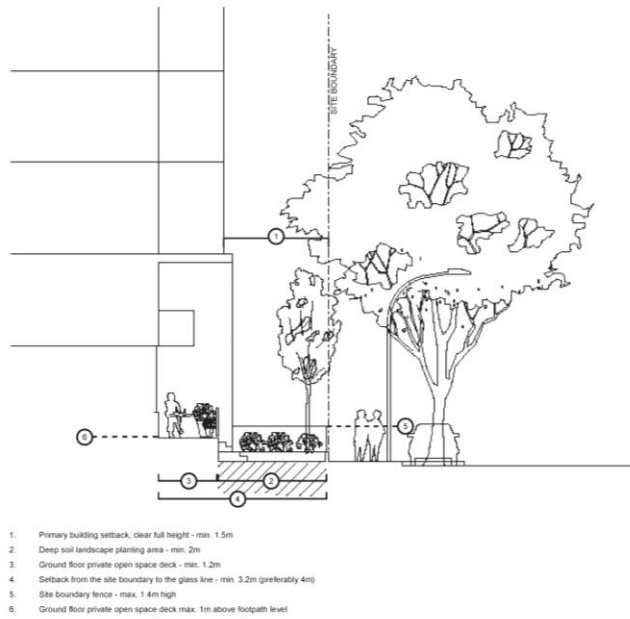 SITE BOUNDARY
1
5
6
3
2
4
1. Primary building setback, clear full height - min. 1.5m
2. Deep soil landscape planting area - min. 2m
3. Ground floor private open space deck - min. 1.2m
4. Setback from the site boundary to the glass line - min. 3.2m (preferably 4m)
5. Site boundary fence - max. 1.4m high
6. Ground floor private open space deck max. 1m above footpath level